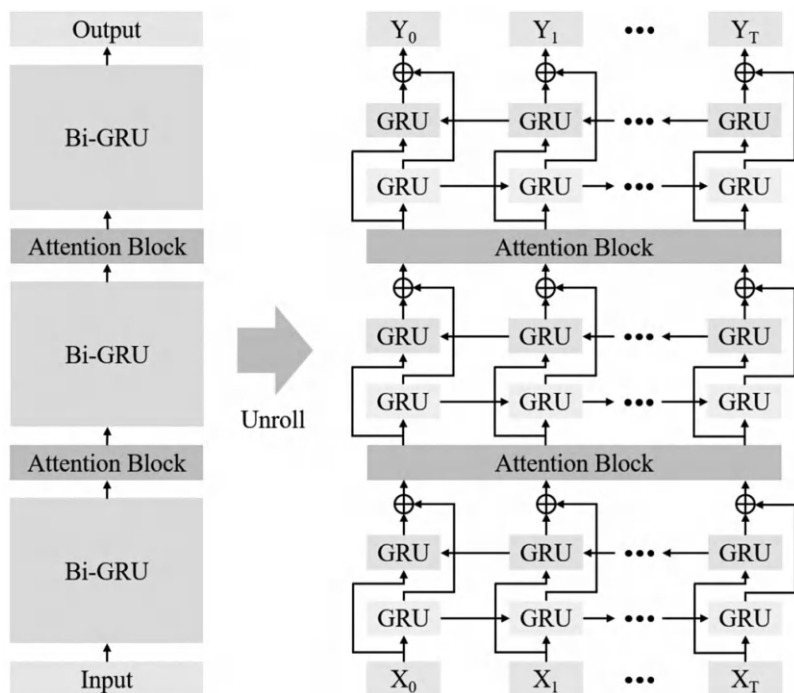 Output
Bi-GRU
Attention Block
Bi-GRU
Attention Block
Bi-GRU
Input
Unroll
Y0 Y1 ••• YT
GRU GRU ••• GRU
GRU GRU ••• GRU
Attention Block
GRU GRU ••• GRU
GRU GRU ••• GRU
Attention Block
GRU GRU ••• GRU
GRU GRU ••• GRU
X0 X1 ••• XT